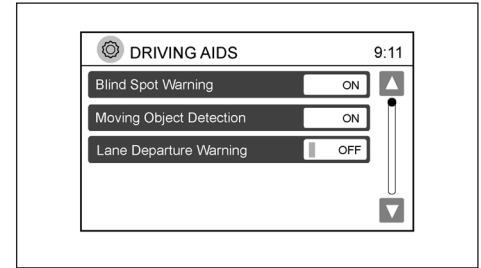 DRIVING AIDS 9:11
Blind Spot Warning ON
Moving Object Detection ON
Lane Departure Warning OFF